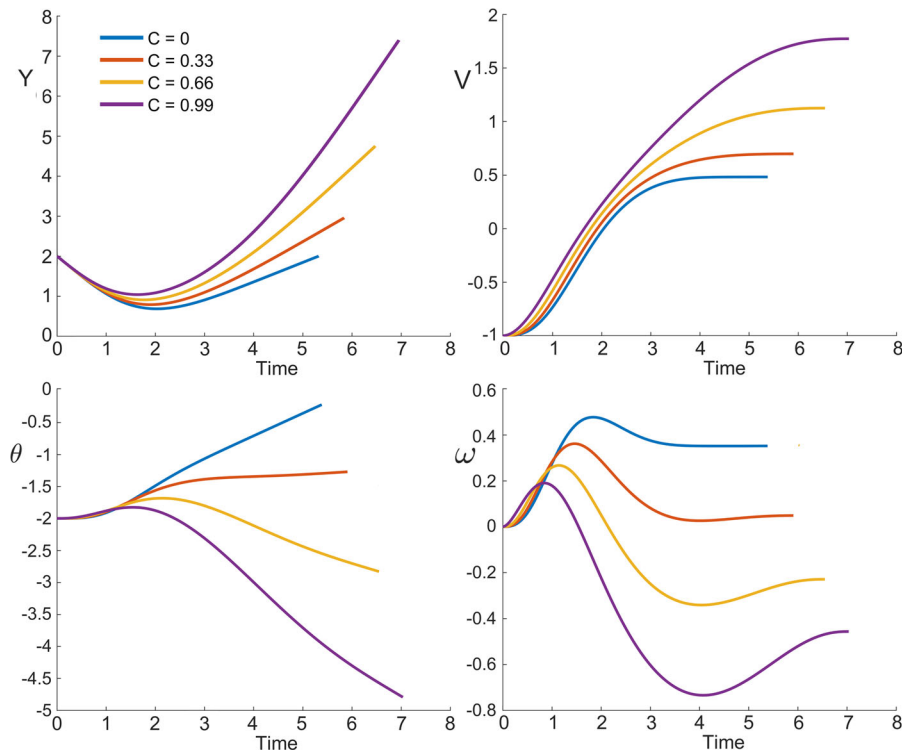 8
7
6
5
4
3
2
1
0
Y
C = 0
C = 0.33
C = 0.66
C = 0.99
0 1 2 3 4 5 6 7 8
Time
2
1.5
1
0.5
0
-0.5
-1
V
0 1 2 3 4 5 6 7 8
Time
0
-0.5
-1
-1.5
-2
-2.5
-3
-3.5
-4
-4.5
-5
θ
0 1 2 3 4 5 6 7 8
Time
0.6
0.4
0.2
0
-0.2
-0.4
-0.6
-0.8
ω
0 1 2 3 4 5 6 7 8
Time